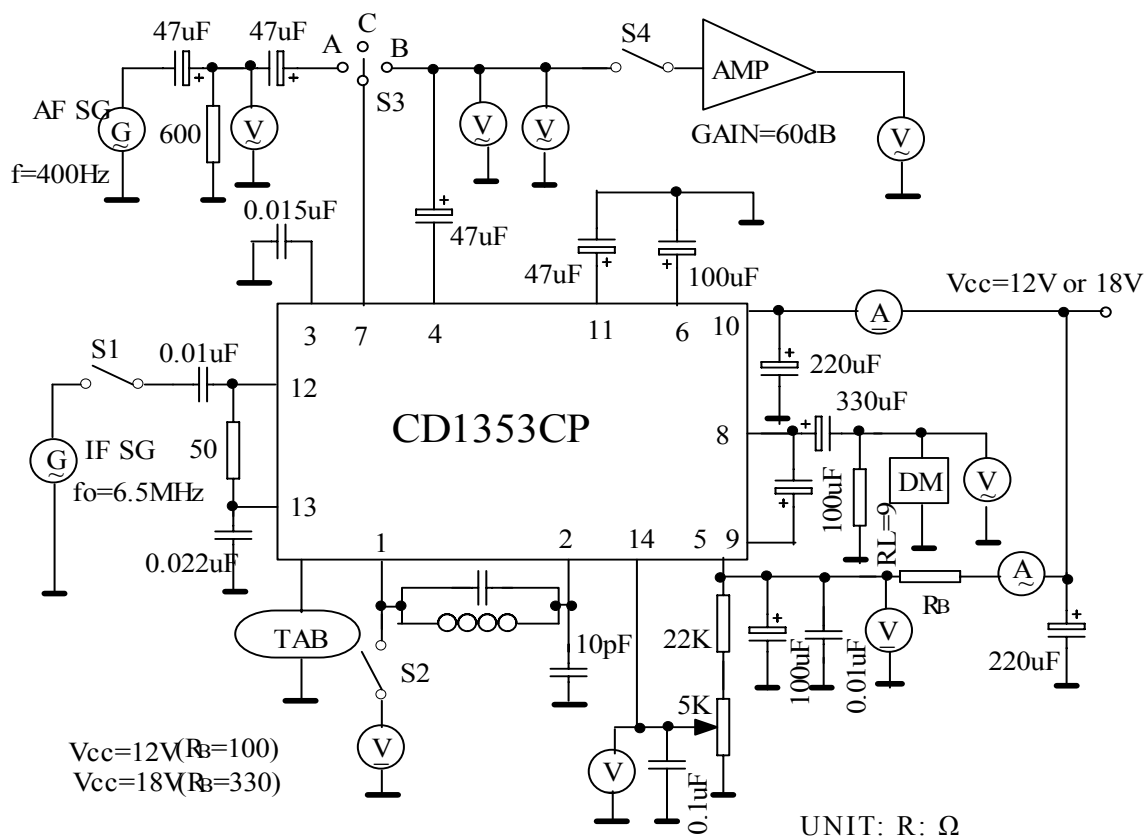 C
47uF 47uF
A B
S4
S3
AMP
AF SG
G
600
V
V
V
V
GAIN=60dB
f=400Hz
0.015uF
47uF
47uF
100uF
Vcc=12V or 18V
3 7 4 11 6 10
A
S1
0.01uF
220uF
12
330uF
CD1353CP
8
50
G
IF SG
DM
V
fo=6.5MHz
100uF
RL=9
13
1 2 14 5 9
0.022uF
A
RB
TAB
10pF
22K
V
S2
100uF
0.01uF
220uF
5K
Vcc=12V(RB=100)
V
V
Vcc=18V(RB=330)
0.1uF
UNIT: R: Ω